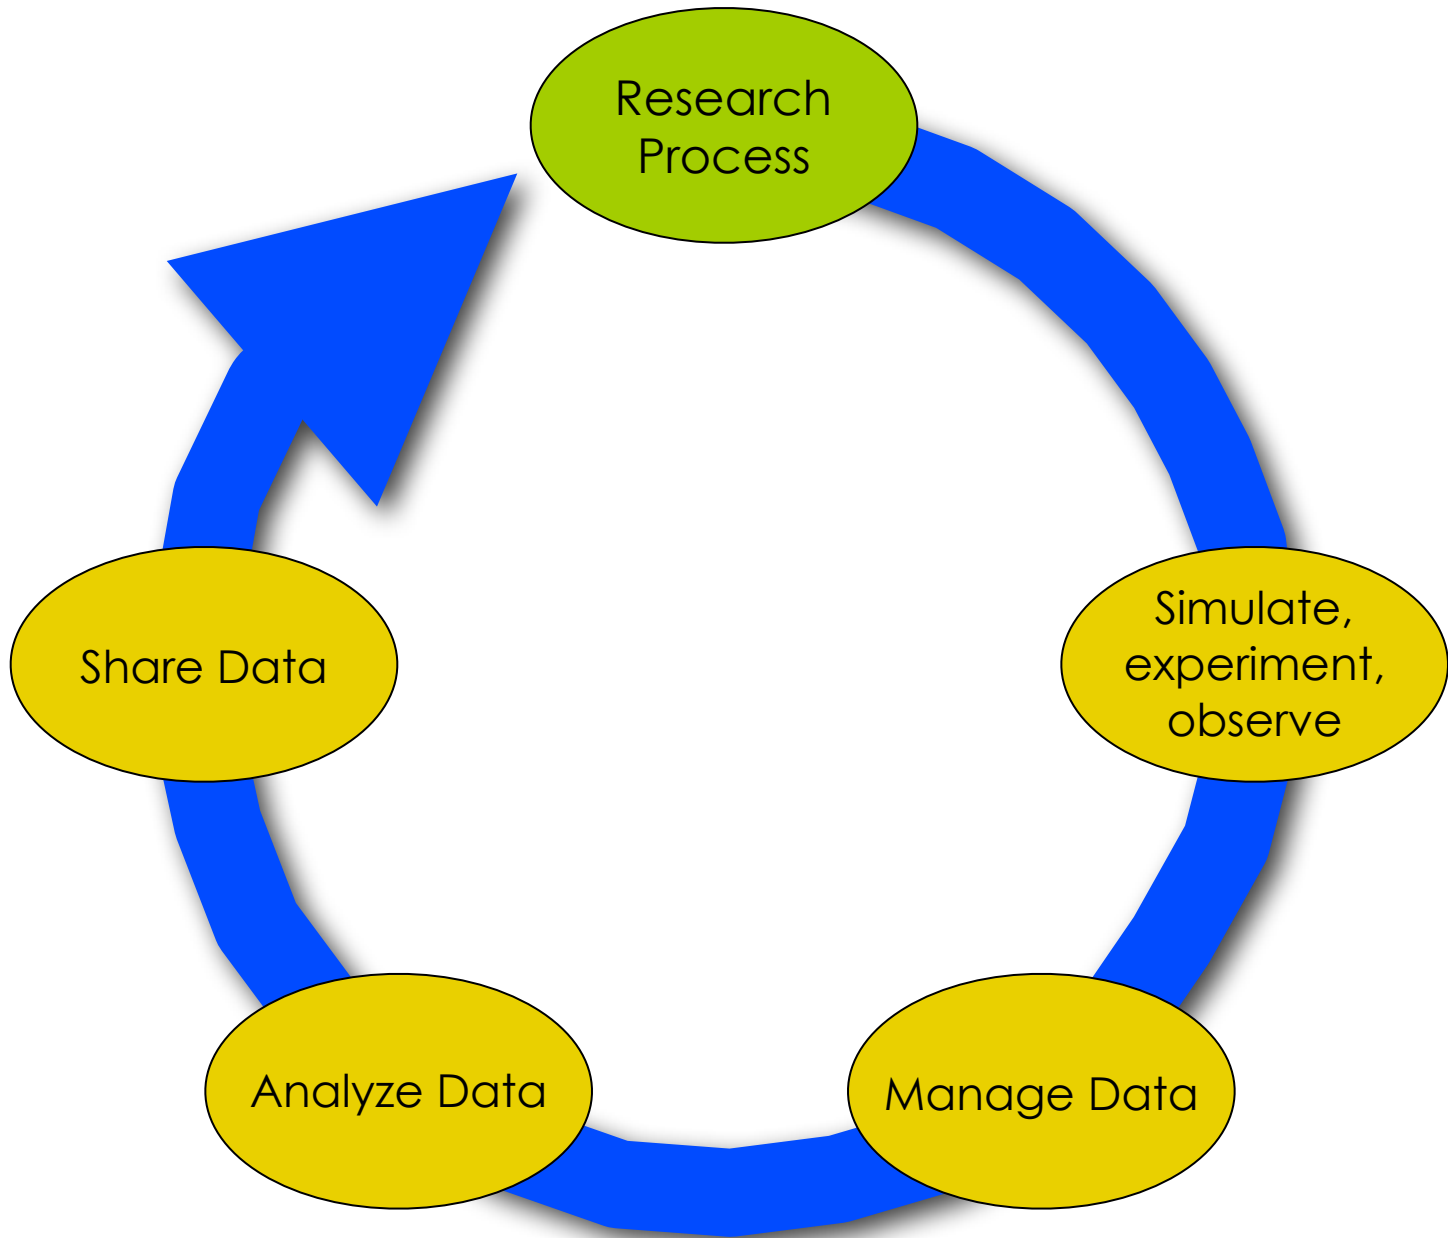 Research
Process
Simulate,
experiment,
observe
Manage Data
Analyze Data
Share Data